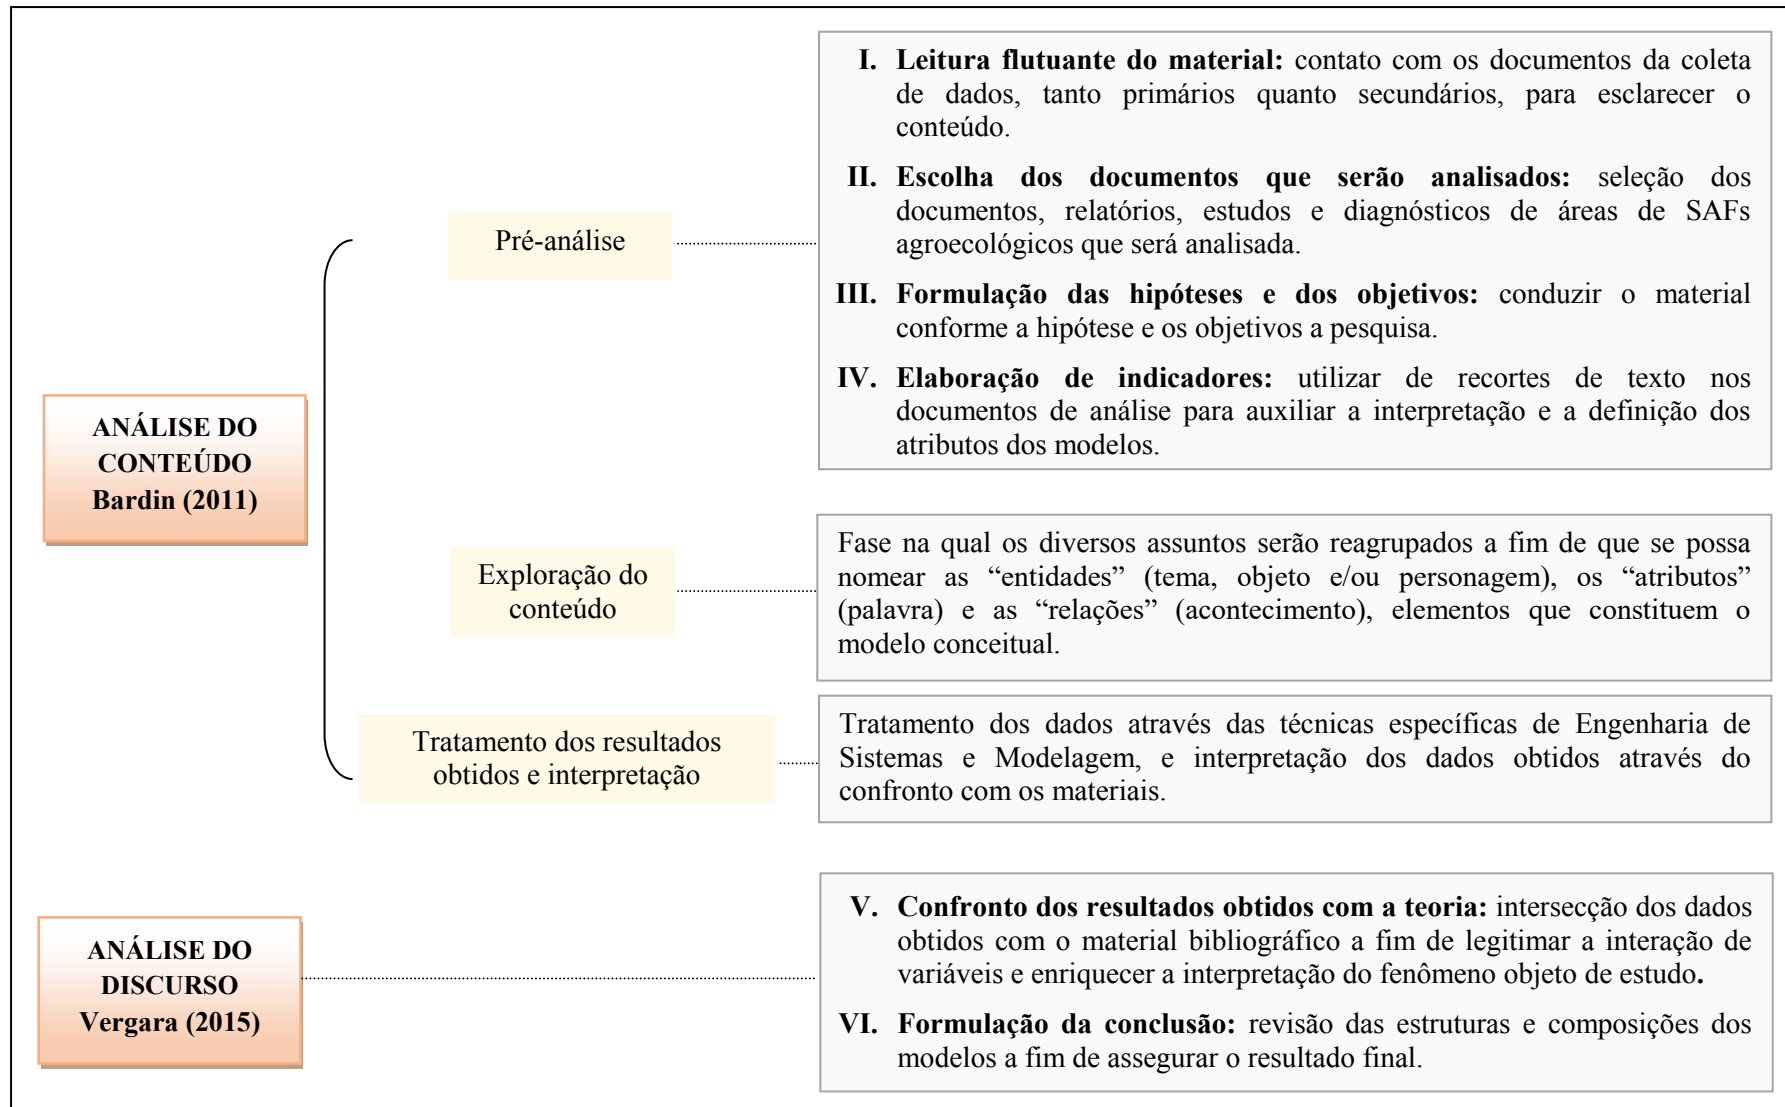 ANÁLISE DO
CONTEÚDO
Bardin (2011)
Pré-análise
I. Leitura flutuante do material: contato com os documentos da coleta
de dados, tanto primários quanto secundários, para esclarecer o
conteúdo.
II. Escolha dos documentos que serão analisados: seleção dos
documentos, relatórios, estudos e diagnósticos de áreas de SAFs
agroecológicos que será analisada.
III. Formulação das hipóteses e dos objetivos: conduzir o material
conforme a hipótese e os objetivos a pesquisa.
IV. Elaboração de indicadores: utilizar de recortes de texto nos
documentos de análise para auxiliar a interpretação e a definição dos
atributos dos modelos.
Exploração do
conteúdo
Fase na qual os diversos assuntos serão reagrupados a fim de que se possa
nomear as “entidades” (tema, objeto e/ou personagem), os “atributos”
(palavra) e as “relações” (acontecimento), elementos que constituem o
modelo conceitual.
Tratamento dos resultados
obtidos e interpretação
Tratamento dos dados através das técnicas específicas de Engenharia de
Sistemas e Modelagem, e interpretação dos dados obtidos através do
confronto com os materiais.
ANÁLISE DO
DISCURSO
Vergara (2015)
V. Confronto dos resultados obtidos com a teoria: intersecção dos dados
obtidos com o material bibliográfico a fim de legitimar a interação de
variáveis e enriquecer a interpretação do fenômeno objeto de estudo.
VI. Formulação da conclusão: revisão das estruturas e composições dos
modelos a fim de assegurar o resultado final.